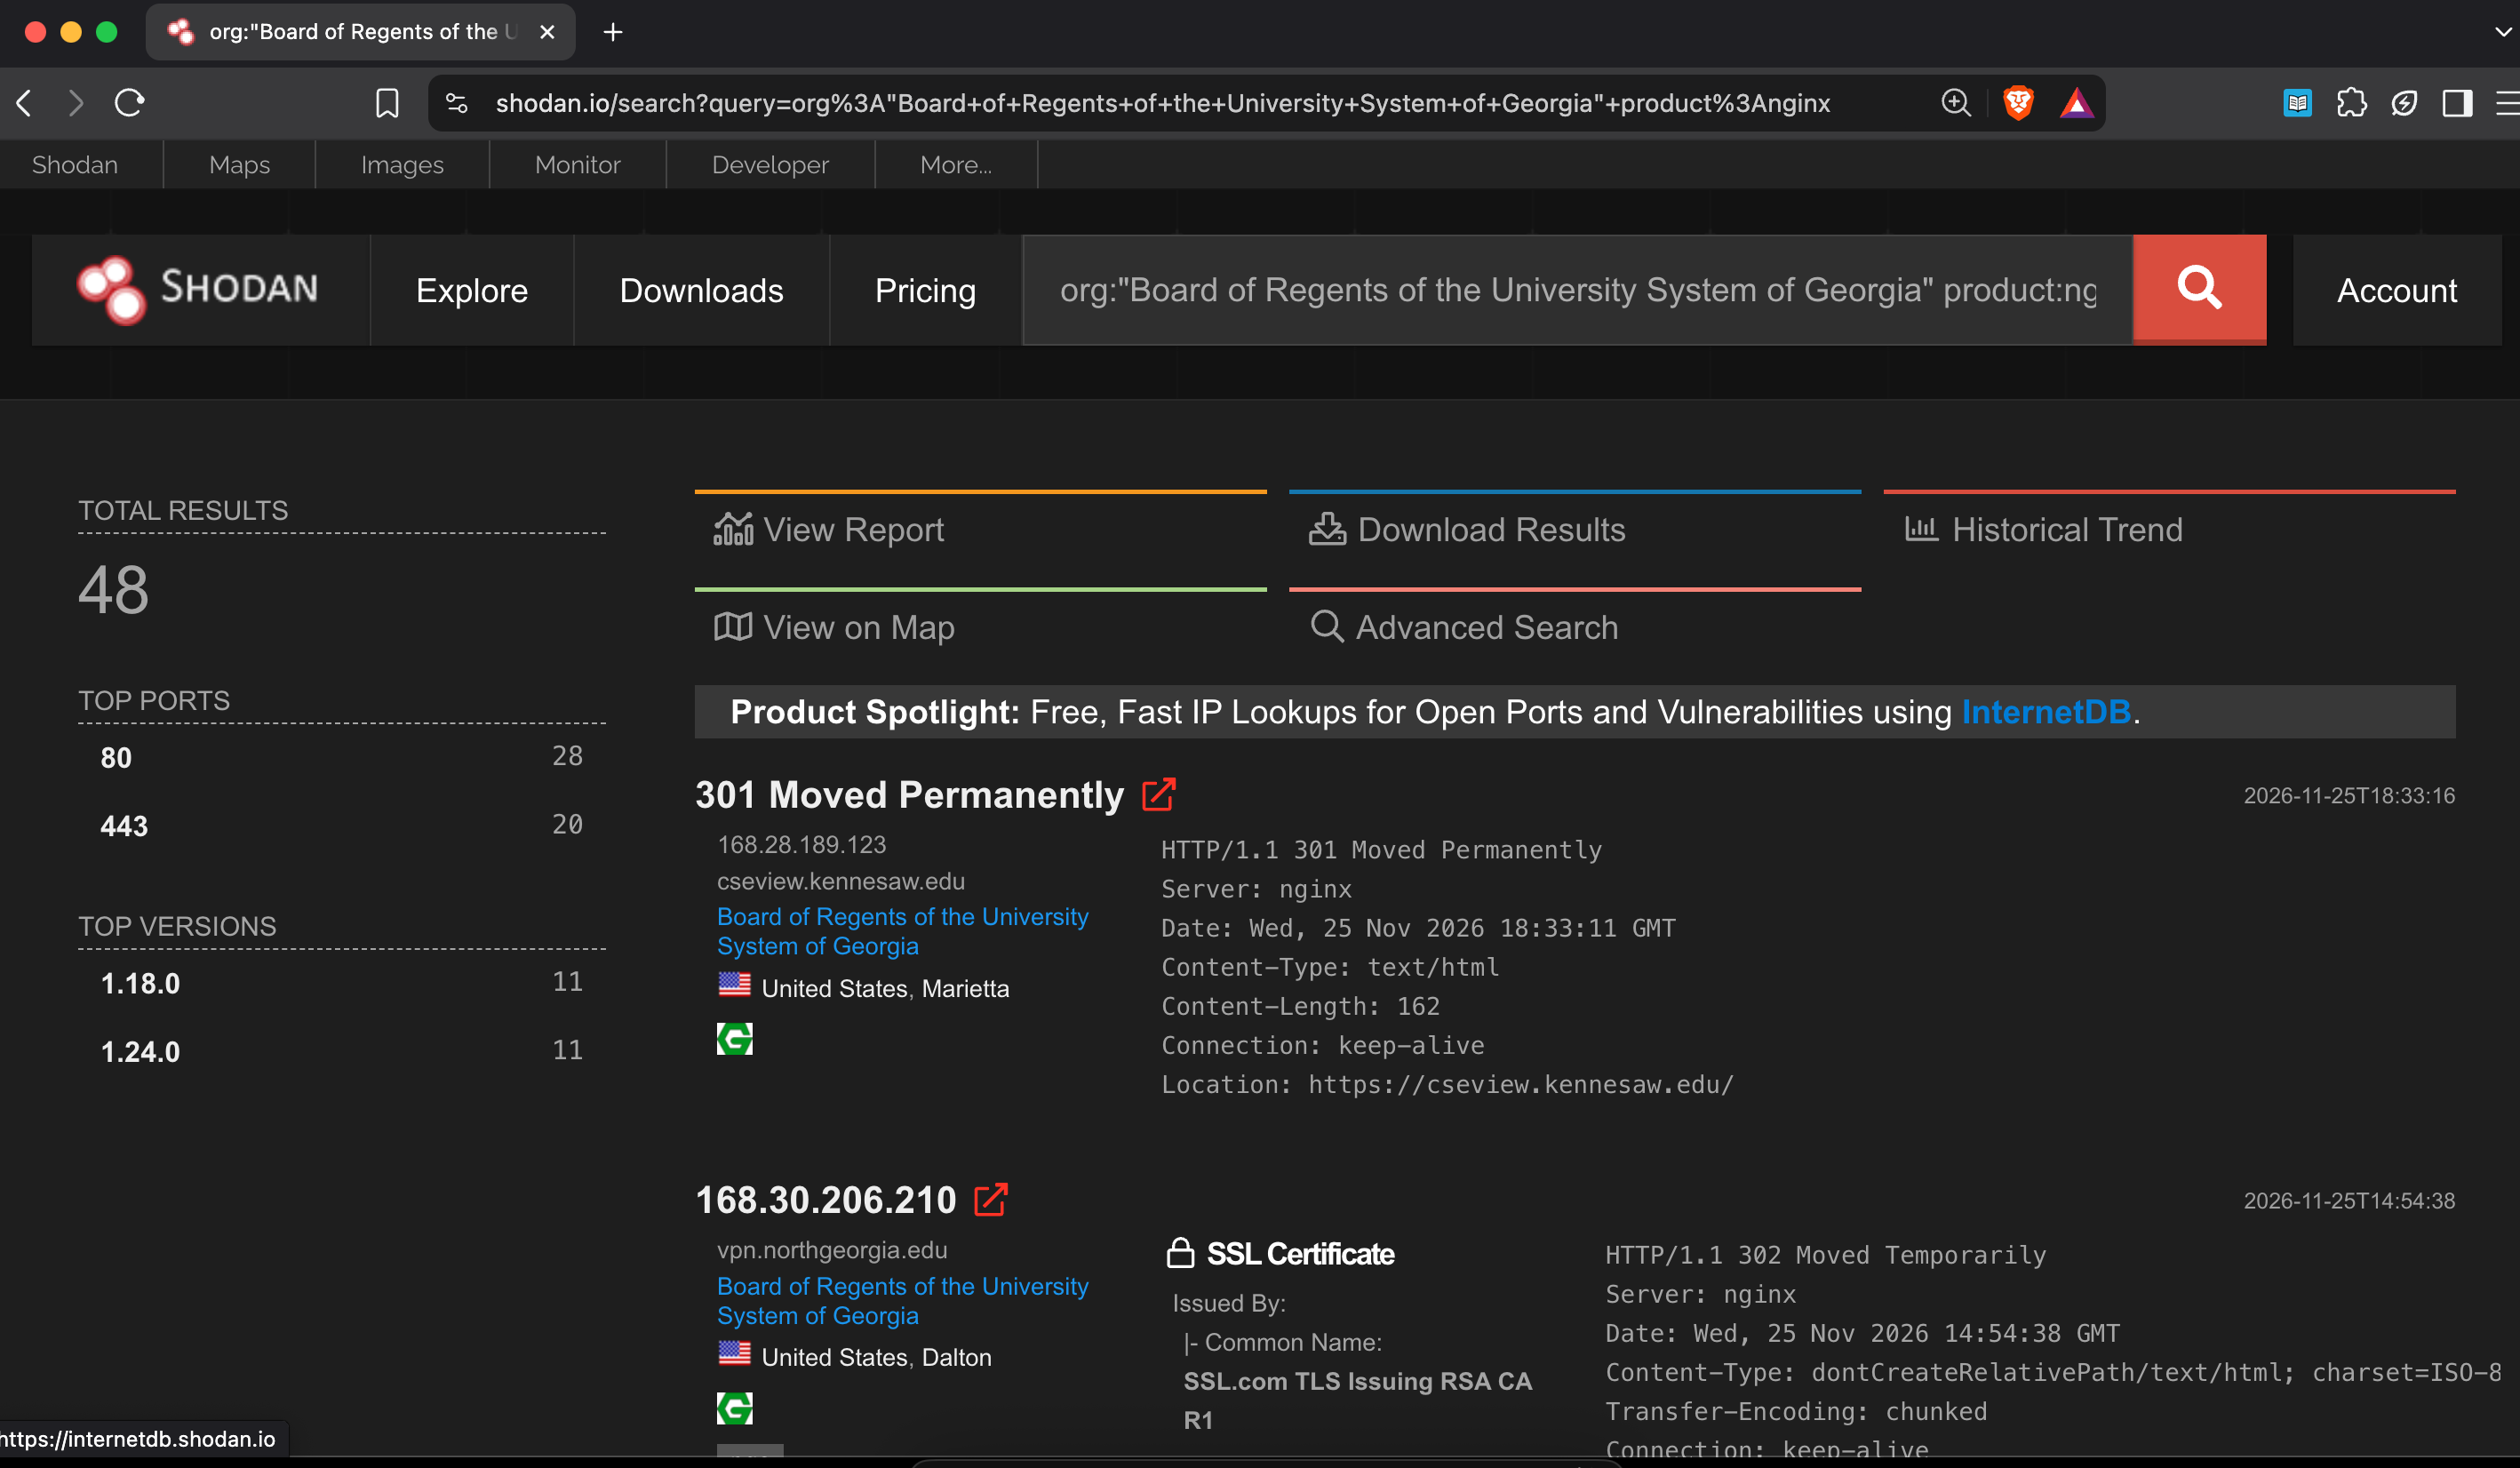 org:"Board of Regents of the U
shodan.io/search?query=org%3A"Board+of+Regents+of+the+University+System+of+Georgia"+product%3Anginx
Shodan
Maps
Images
Monitor
Developer
More...
SHODAN
Explore
Downloads
Pricing
org:"Board of Regents of the University System of Georgia" product:ng
Account
TOTAL RESULTS
48
TOP PORTS
80 28
443 20
TOP VERSIONS
1.18.0 11
1.24.0 11
View Report
Download Results
Historical Trend
View on Map
Advanced Search
Product Spotlight: Free, Fast IP Lookups for Open Ports and Vulnerabilities using InternetDB.
301 Moved Permanently
2026-11-25T18:33:16
168.28.189.123
cseview.kennesaw.edu
Board of Regents of the University
System of Georgia
United States, Marietta
HTTP/1.1 301 Moved Permanently
Server: nginx
Date: Wed, 25 Nov 2026 18:33:11 GMT
Content-Type: text/html
Content-Length: 162
Connection: keep-alive
Location: https://cseview.kennesaw.edu/
168.30.206.210
2026-11-25T14:54:38
vpn.northgeorgia.edu
Board of Regents of the University
System of Georgia
United States, Dalton
SSL Certificate
Issued By:
|- Common Name:
SSL.com TLS Issuing RSA CA
R1
HTTP/1.1 302 Moved Temporarily
Server: nginx
Date: Wed, 25 Nov 2026 14:54:38 GMT
Content-Type: dontCreateRelativePath/text/html; charset=ISO-8
Transfer-Encoding: chunked
Connection: keep-alive
https://internetdb.shodan.io